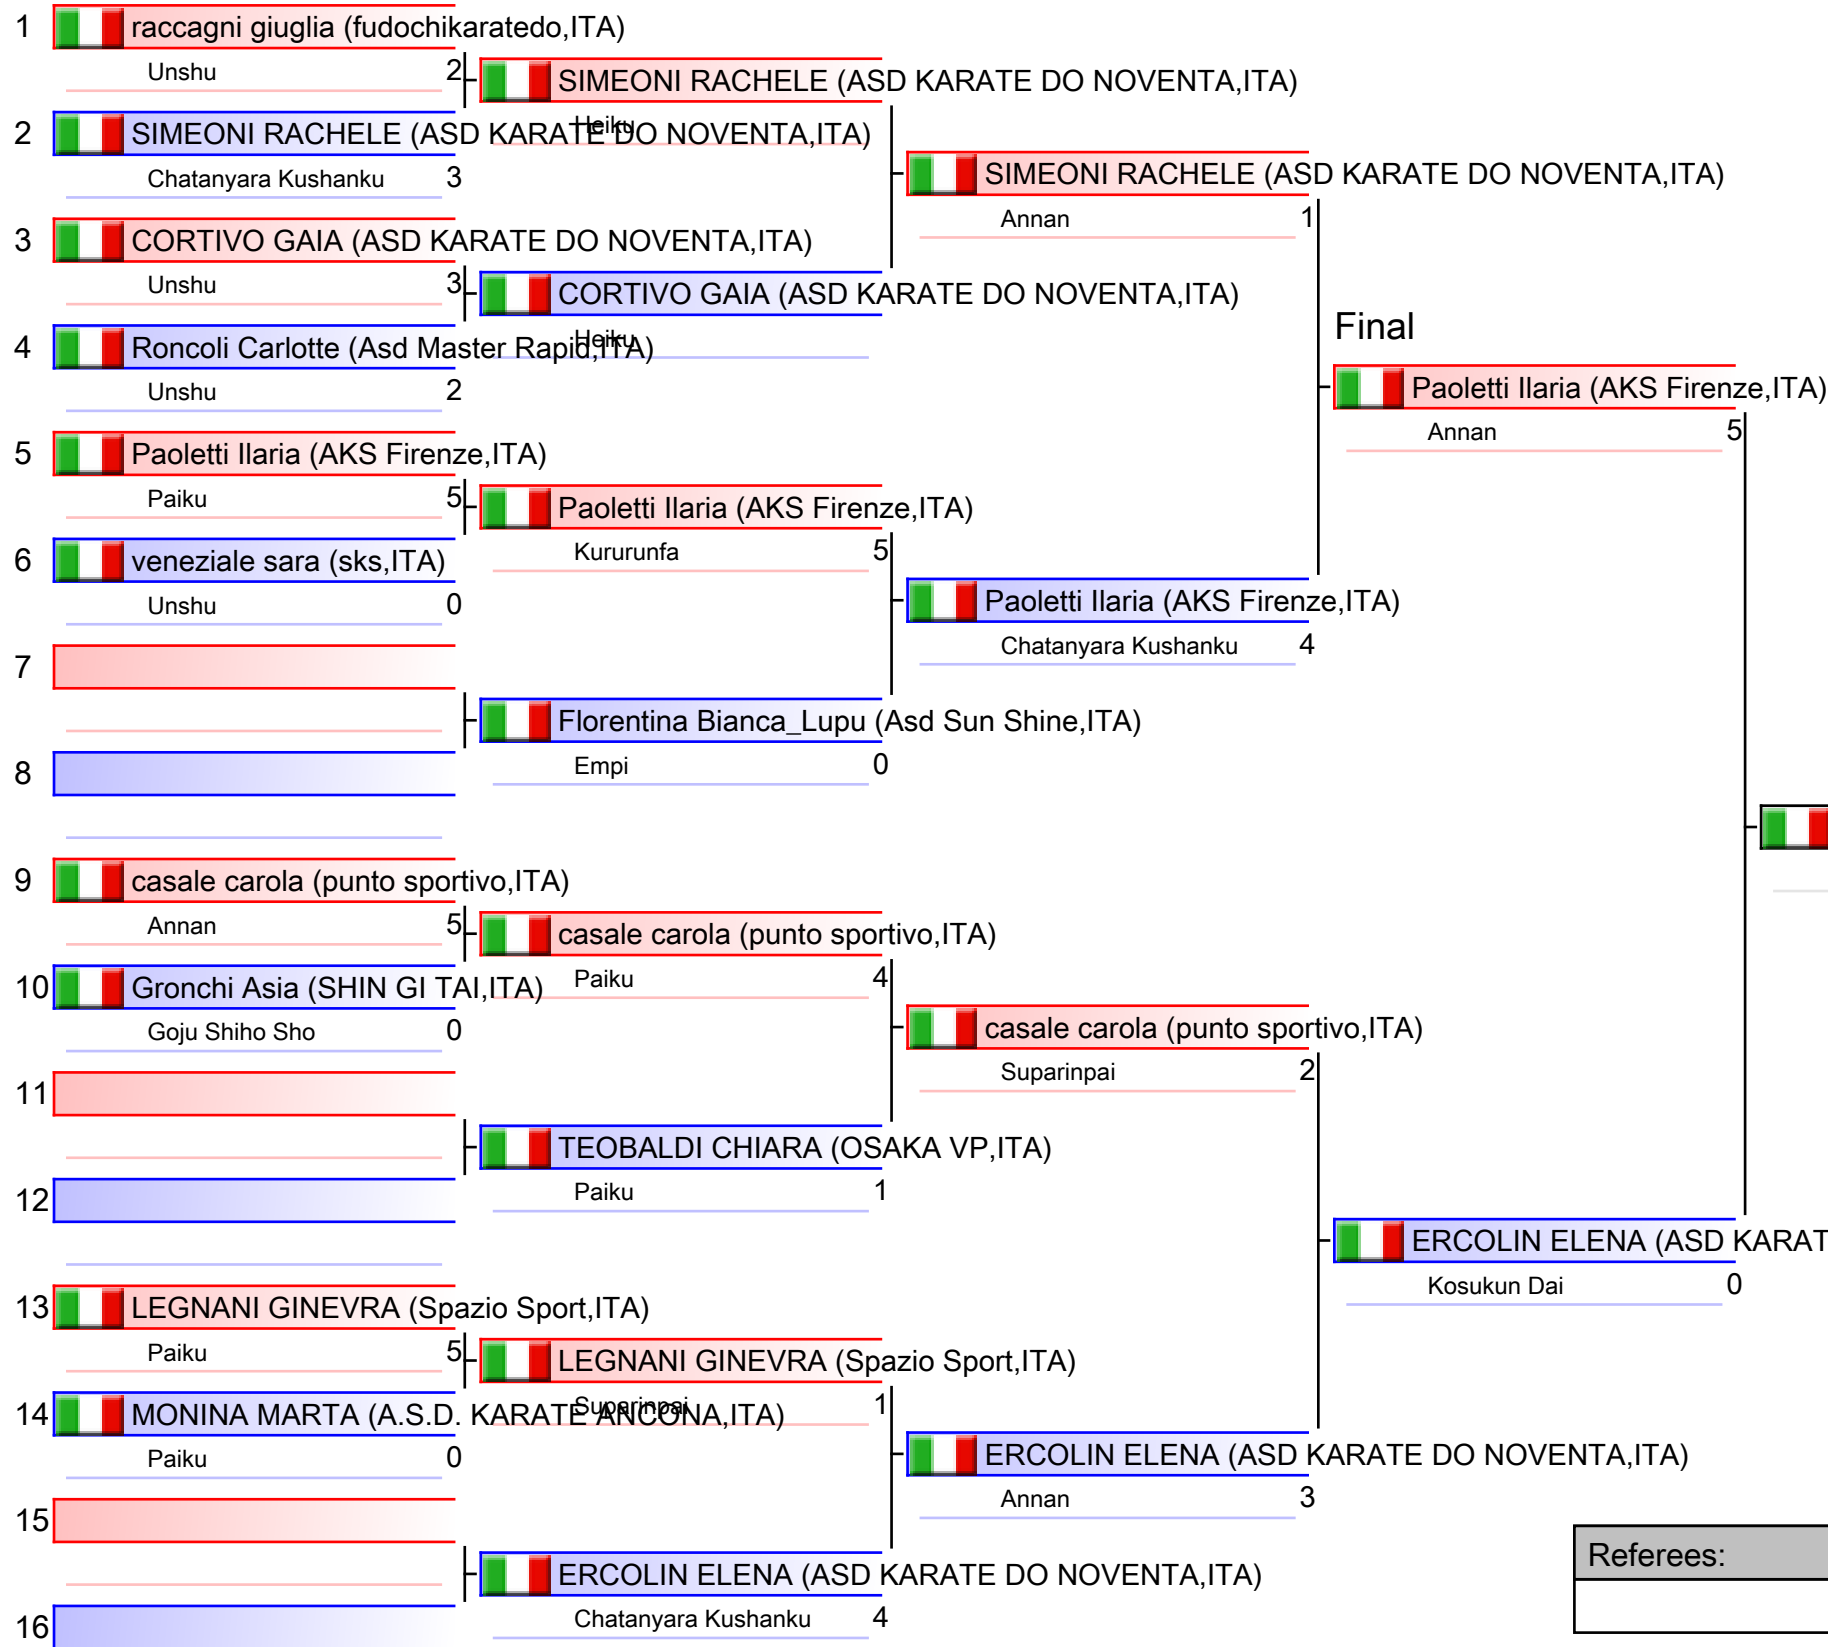 1 raccagni giuglia (fudochikaratedo,ITA)
Unshu 2
2 SIMEONI RACHELE (ASD KARATE DO NOVENTA,ITA)
Chatanyara Kushanku 3
3 CORTIVO GAIA (ASD KARATE DO NOVENTA,ITA)
Unshu 3
4 Roncoli Carlotte (Asd Master Rapid,ITA)
Unshu 2
5 Paoletti Ilaria (AKS Firenze,ITA)
Paiku 5
6 veneziale sara (sks,ITA)
Unshu 0
7
8
9 casale carola (punto sportivo,ITA)
Annan 5
10 Gronchi Asia (SHIN GI TAI,ITA)
Goju Shiho Sho 0
11
12
13 LEGNANI GINEVRA (Spazio Sport,ITA)
Paiku 5
14 MONINA MARTA (A.S.D. KARATE ANCONA,ITA)
Paiku 0
15
16
SIMEONI RACHELE (ASD KARATE DO NOVENTA,ITA)
Heiku
CORTIVO GAIA (ASD KARATE DO NOVENTA,ITA)
Heiku
Paoletti Ilaria (AKS Firenze,ITA)
Kururunfa 5
Florentina Bianca_Lupu (Asd Sun Shine,ITA)
Empi 0
casale carola (punto sportivo,ITA)
Paiku 4
TEOBALDI CHIARA (OSAKA VP,ITA)
Paiku 1
LEGNANI GINEVRA (Spazio Sport,ITA)
Suparinpai 1
ERCOLIN ELENA (ASD KARATE DO NOVENTA,ITA)
Chatanyara Kushanku 4
SIMEONI RACHELE (ASD KARATE DO NOVENTA,ITA)
Annan 1
Paoletti Ilaria (AKS Firenze,ITA)
Chatanyara Kushanku 4
casale carola (punto sportivo,ITA)
Suparinpai 2
ERCOLIN ELENA (ASD KARATE DO NOVENTA,ITA)
Annan 3
Final
Paoletti Ilaria (AKS Firenze,ITA)
Annan 5
ERCOLIN ELENA (ASD KARAT
Kosukun Dai 0
Referees: